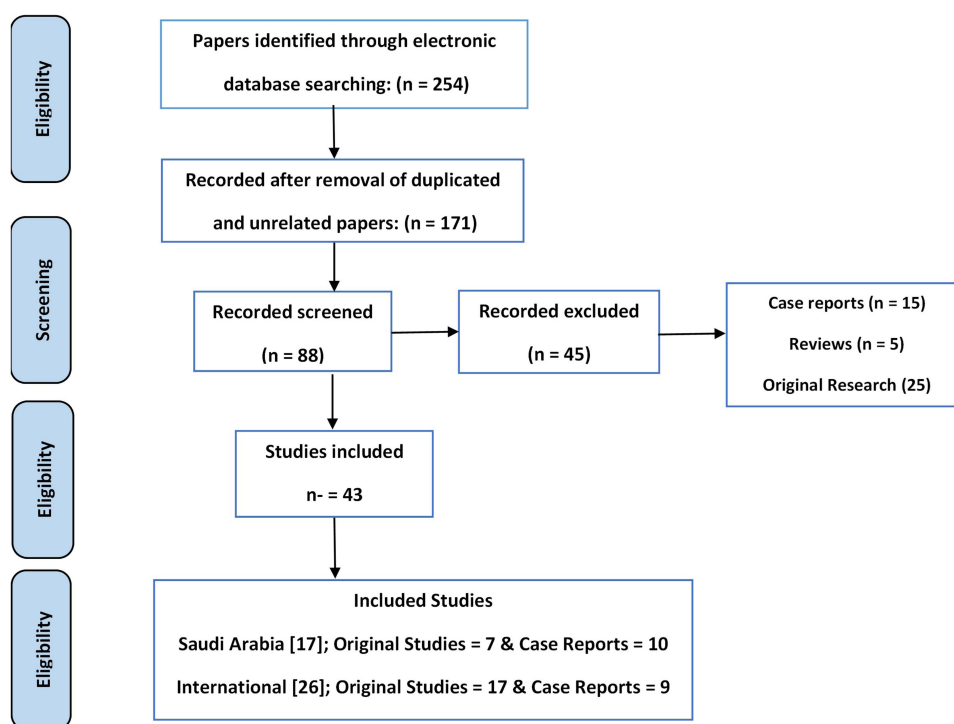 Eligibility
Papers identified through electronic
database searching: (n = 254)
Recorded after removal of duplicated
and unrelated papers: (n = 171)
Screening
Recorded screened
(n = 88)
Recorded excluded
(n = 45)
Case reports (n = 15)
Reviews (n = 5)
Original Research (25)
Eligibility
Studies included
n- = 43
Eligibility
Included Studies
Saudi Arabia [17]; Original Studies = 7 & Case Reports = 10
International [26]; Original Studies = 17 & Case Reports = 9